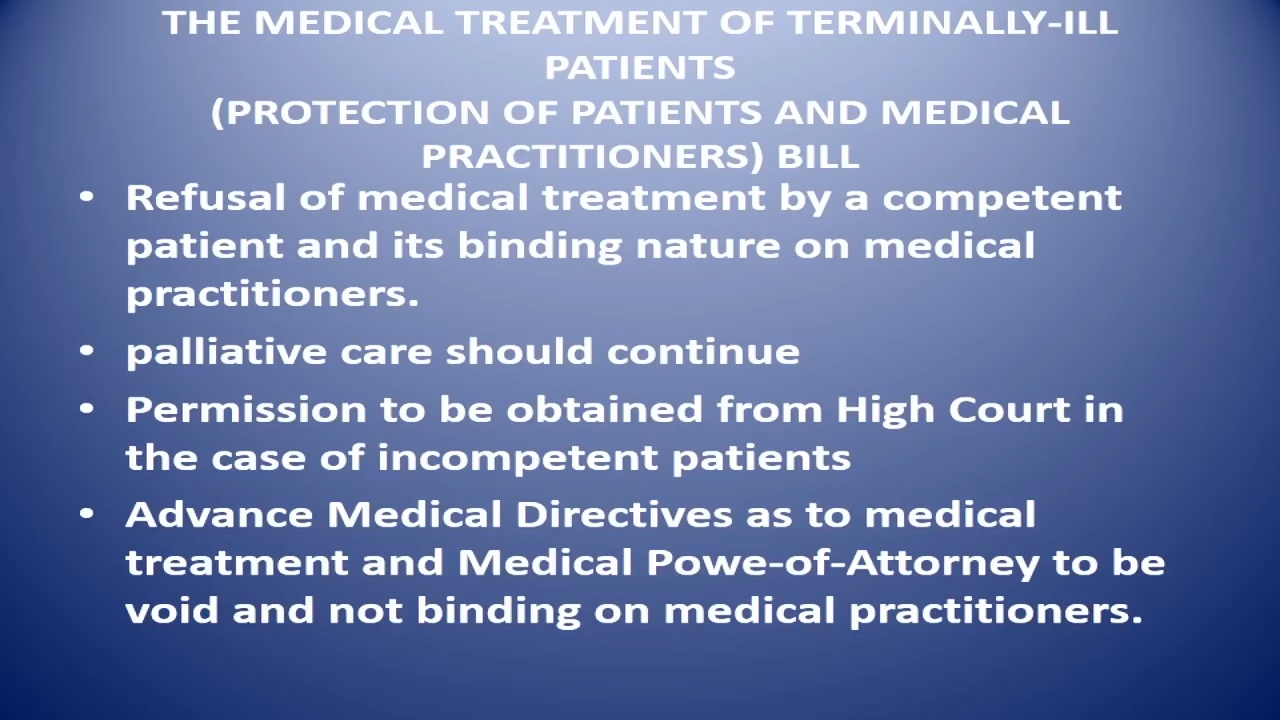 THE MEDICAL TREATMENT OF TERMINALLY-ILL
PATIENTS
(PROTECTION OF PATIENTS AND MEDICAL
PRACTITIONERS) BILL
• Refusal of medical treatment by a competent
patient and its binding nature on medical
practitioners.
• palliative care should continue
• Permission to be obtained from High Court in
the case of incompetent patients
• Advance Medical Directives as to medical
treatment and Medical Powe-of-Attorney to be
void and not binding on medical practitioners.